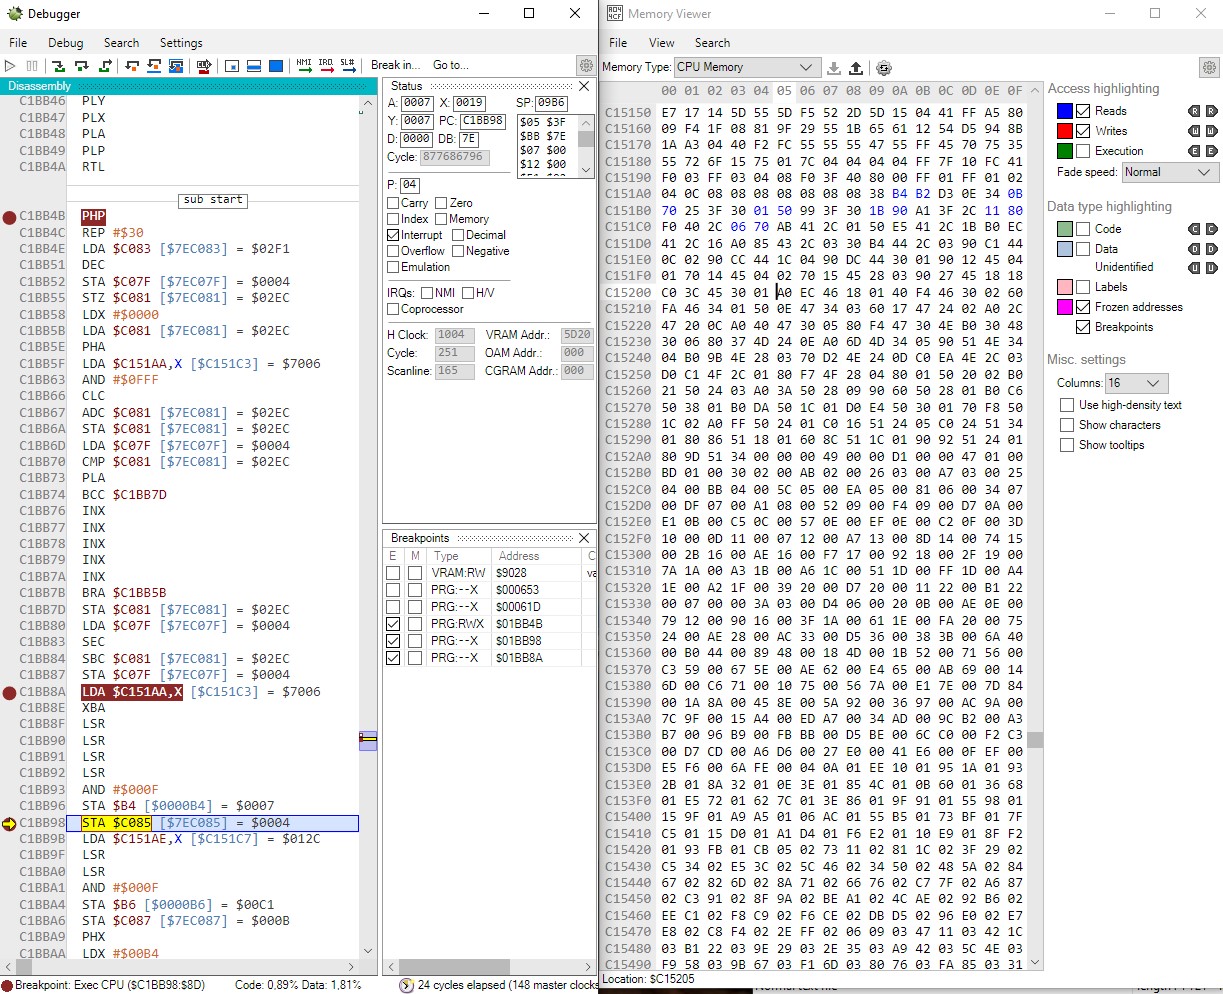 Debugger
File Debug Search Settings
NMI IRQ SL# Break in... Go to...
Disassembly
C1BB46 PLY
C1BB47 PLX
C1BB48 PLA
C1BB49 PLP
C1BB4A RTL
sub start
C1BB4B PHP
C1BB4C REP #$30
C1BB4E LDA $C083 [$7EC083] = $02F1
C1BB51 DEC
C1BB52 STA $C07F [$7EC07F] = $0004
C1BB55 STZ $C081 [$7EC081] = $02EC
C1BB58 LDX #$0000
C1BB5B LDA $C081 [$7EC081] = $02EC
C1BB5E PHA
C1BB5F LDA $C151AA,X [$C151C3] = $7006
C1BB63 AND #$0FFF
C1BB66 CLC
C1BB67 ADC $C081 [$7EC081] = $02EC
C1BB6A STA $C081 [$7EC081] = $02EC
C1BB6D LDA $C07F [$7EC07F] = $0004
C1BB70 CMP $C081 [$7EC081] = $02EC
C1BB73 PLA
C1BB74 BCC $C1BB7D
C1BB76 INX
C1BB77 INX
C1BB78 INX
C1BB79 INX
C1BB7A INX
C1BB7B BRA $C1BB5B
C1BB7D STA $C081 [$7EC081] = $02EC
C1BB80 LDA $C07F [$7EC07F] = $0004
C1BB83 SEC
C1BB84 SBC $C081 [$7EC081] = $02EC
C1BB87 STA $C07F [$7EC07F] = $0004
C1BB8A LDA $C151AA,X [$C151C3] = $7006
C1BB8E XBA
C1BB8F LSR
C1BB90 LSR
C1BB91 LSR
C1BB92 LSR
C1BB93 AND #$000F
C1BB96 STA $B4 [$0000B4] = $0007
C1BB98 STA $C085 [$7EC085] = $0004
C1BB9B LDA $C151AE,X [$C151C7] = $012C
C1BB9F LSR
C1BBA0 LSR
C1BBA1 AND #$000F
C1BBA4 STA $B6 [$0000B6] = $00C1
C1BBA6 STA $C087 [$7EC087] = $000B
C1BBA9 PHX
C1BBAA LDX #$00B4
Breakpoint: Exec CPU ($C1BB98:$8D) Code: 0,89% Data: 1,81%
Status
A: 0007 X: 0019 SP: 09B6
Y: 0007 PC: C1BB98
D: 0000 DB: 7E
Cycle: 877686796
$05 $3F
$BB $7E
$07 $00
$12 $00
P: 04
Carry Zero
Index Memory
Interrupt Decimal
Overflow Negative
Emulation
IRQs: NMI H/V
Coprocessor
H Clock: 1004 VRAM Addr.: 5D20
Cycle: 251 OAM Addr.: 000
Scanline: 165 CGRAM Addr.: 000
Breakpoints
E M Type Address C
VRAM:RW $9028 va
PRG:--X $000653
PRG:--X $00061D
PRG:RWX $01BB4B
PRG:--X $01BB98
PRG:--X $01BB8A
24 cycles elapsed (148 master clocks
Memory Viewer
File View Search
Memory Type: CPU Memory
00 01 02 03 04 05 06 07 08 09 0A 0B 0C 0D 0E 0F
C15150 E7 17 14 5D 55 5D F5 52 2D 5D 15 04 41 FF A5 80
C15160 09 F4 1F 08 81 9F 29 55 1B 65 61 12 54 D5 94 8B
C15170 1A A3 04 40 F2 FC 55 55 55 47 55 FF 45 70 75 35
C15180 55 72 6F 15 75 01 7C 04 04 04 04 FF 7F 10 FC 41
C15190 F0 03 FF 03 04 08 F0 3F 40 80 00 FF 01 FF 01 02
C151A0 04 0C 08 08 08 08 08 08 08 38 B4 B2 D3 0E 34 0B
C151B0 70 25 3F 30 01 50 99 3F 30 1B 90 A1 3F 2C 11 80
C151C0 F0 40 2C 06 70 AB 41 2C 01 50 E5 41 2C 1B B0 EC
C151D0 41 2C 16 A0 85 43 2C 03 30 B4 44 2C 03 90 C1 44
C151E0 0C 02 90 CC 44 1C 04 90 DC 44 30 01 90 12 45 04
C151F0 01 70 14 45 04 02 70 15 45 28 03 90 27 45 18 18
C15200 C0 3C 45 30 01 A0 EC 46 18 01 40 F4 46 30 02 60
C15210 FA 46 34 01 50 0E 47 34 03 60 17 47 24 02 A0 2C
C15220 47 20 0C A0 40 47 30 05 80 F4 47 30 4E B0 30 48
C15230 30 06 80 37 4D 24 0E A0 6D 4D 34 05 90 51 4E 34
C15240 04 B0 9B 4E 28 03 70 D2 4E 24 0D C0 EA 4E 2C 03
C15250 D0 C1 4F 2C 01 80 F7 4F 28 04 80 01 50 20 02 B0
C15260 21 50 24 03 A0 3A 50 28 09 90 60 50 28 01 B0 C6
C15270 50 38 01 B0 DA 50 1C 01 D0 E4 50 30 01 70 F8 50
C15280 1C 02 A0 FF 50 24 01 C0 16 51 24 05 C0 24 51 34
C15290 01 80 86 51 18 01 60 8C 51 1C 01 90 92 51 24 01
C152A0 80 9D 51 34 00 00 00 49 00 00 D1 00 00 47 01 00
C152B0 BD 01 00 30 02 00 AB 02 00 26 03 00 A7 03 00 25
C152C0 04 00 BB 04 00 5C 05 00 EA 05 00 81 06 00 34 07
C152D0 00 DF 07 00 A1 08 00 52 09 00 F4 09 00 D7 0A 00
C152E0 E1 0B 00 C5 0C 00 57 0E 00 EF 0E 00 C2 0F 00 3D
C152F0 10 00 0D 11 00 07 12 00 A7 13 00 8D 14 00 74 15
C15300 00 2B 16 00 AE 16 00 F7 17 00 92 18 00 2F 19 00
C15310 7A 1A 00 A3 1B 00 A6 1C 00 51 1D 00 FF 1D 00 A4
C15320 1E 00 A2 1F 00 39 20 00 D7 20 00 11 22 00 B1 22
C15330 00 07 00 00 3A 03 00 D4 06 00 20 0B 00 AE 0E 00
C15340 79 12 00 90 16 00 3F 1A 00 61 1E 00 FA 20 00 75
C15350 24 00 AE 28 00 AC 33 00 D5 36 00 38 3B 00 6A 40
C15360 00 B0 44 00 89 48 00 18 4D 00 1B 52 00 71 56 00
C15370 C3 59 00 67 5E 00 AE 62 00 E4 65 00 AB 69 00 14
C15380 6D 00 C6 71 00 10 75 00 56 7A 00 E1 7E 00 7D 84
C15390 00 1A 8A 00 45 8E 00 5A 92 00 36 97 00 AC 9A 00
C153A0 7C 9F 00 15 A4 00 ED A7 00 34 AD 00 9C B2 00 A3
C153B0 B7 00 96 B9 00 FB BB 00 D5 BE 00 6C C0 00 F2 C3
C153C0 00 D7 CD 00 A6 D6 00 27 E0 00 41 E6 00 0F EF 00
C153D0 E5 F6 00 6A FE 00 04 0A 01 EE 10 01 95 1A 01 93
C153E0 2B 01 8A 32 01 0E 3E 01 85 4C 01 0B 60 01 36 68
C153F0 01 E5 72 01 62 7C 01 3E 86 01 9F 91 01 55 98 01
C15400 15 9F 01 A9 A5 01 06 AC 01 55 B5 01 73 BF 01 7F
C15410 C5 01 15 D0 01 A1 D4 01 F6 E2 01 10 E9 01 8F F2
C15420 01 93 FB 01 CB 05 02 73 11 02 81 1C 02 3F 29 02
C15430 C5 34 02 E5 3C 02 5C 46 02 34 50 02 48 5A 02 84
C15440 67 02 82 6D 02 8A 71 02 66 76 02 C7 7F 02 A6 87
C15450 02 C3 91 02 8F 9A 02 BE A1 02 4C AE 02 92 B6 02
C15460 EE C1 02 F8 C9 02 F6 CE 02 DB D5 02 96 E0 02 E7
C15470 E8 02 C8 F4 02 2E FF 02 06 09 03 47 11 03 42 1C
C15480 03 B1 22 03 9E 29 03 2E 35 03 A9 42 03 5C 4E 03
C15490 F9 58 03 9B 67 03 F1 6D 03 80 76 03 FA 85 03 31
Location: $C15205
Access highlighting
Reads R R
Writes W W
Execution E E
Fade speed: Normal
Data type highlighting
Code C C
Data D D
Unidentified U U
Labels
Frozen addresses
Breakpoints
Misc. settings
Columns: 16
Use high-density text
Show characters
Show tooltips